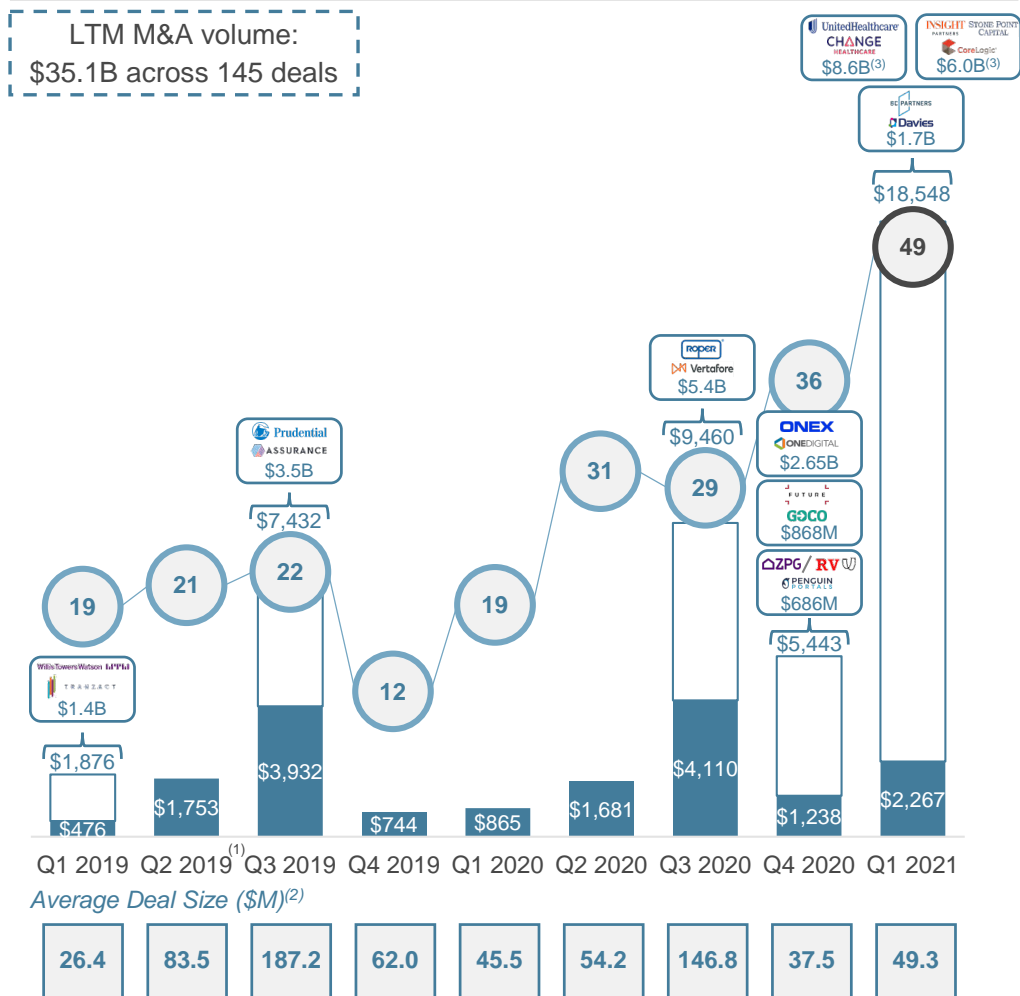 LTM M&A volume:
$35.1B across 145 deals
UnitedHealthcare
CHANGE
HEALTHCARE
$8.6B(3)
INSIGHT
PARTNERS
STONE POINT
CAPITAL
CoreLogic
$6.0B(3)
BC PARTNERS
Davies
$1.7B
$18,548
49
ROPER
Vertafore
$5.4B
$9,460
29
36
ONEX
ONEDIGITAL
$2.65B
FUTURE
GOCO
$868M
ZPG/ RVU
PENGUIN
PORTALS
$686M
$5,443
Prudential
ASSURANCE
$3.5B
$7,432
22
31
19
21
12
19
WillisTowersWatson
TRANZACT
$1.4B
$1,876
$476
$1,753
$3,932
$744
$865
$1,681
$4,110
$1,238
$2,267
Q1 2019 Q2 2019(1) Q3 2019 Q4 2019 Q1 2020 Q2 2020 Q3 2020 Q4 2020 Q1 2021
Average Deal Size ($M)(2)
26.4 83.5 187.2 62.0 45.5 54.2 146.8 37.5 49.3